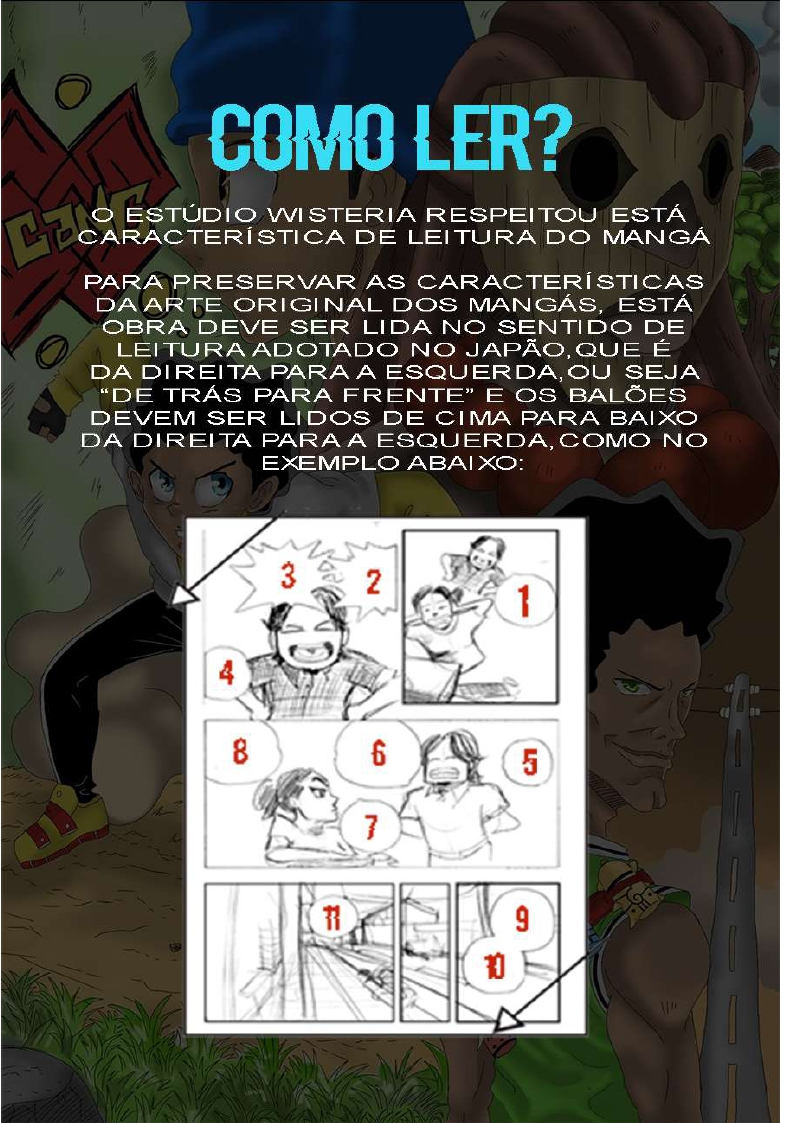 COMO LER?
O ESTÚDIO WISTERIA RESPEITOU ESTÁ
CARACTERÍSTICA DE LEITURA DO MANGÁ
PARA PRESERVAR AS CARACTERÍSTICAS
DA ARTE ORIGINAL DOS MANGÁS, ESTÁ
OBRA DEVE SER LIDA NO SENTIDO DE
LEITURA ADOTADO NO JAPÃO, QUE É
DA DIREITA PARA A ESQUERDA, OU SEJA
“DE TRÁS PARA FRENTE” E OS BALÕES
DEVEM SER LIDOS DE CIMA PARA BAIXO
DA DIREITA PARA A ESQUERDA, COMO NO
EXEMPLO ABAIXO:
1
2
3
4
5
6
7
8
9
10
11
GANG